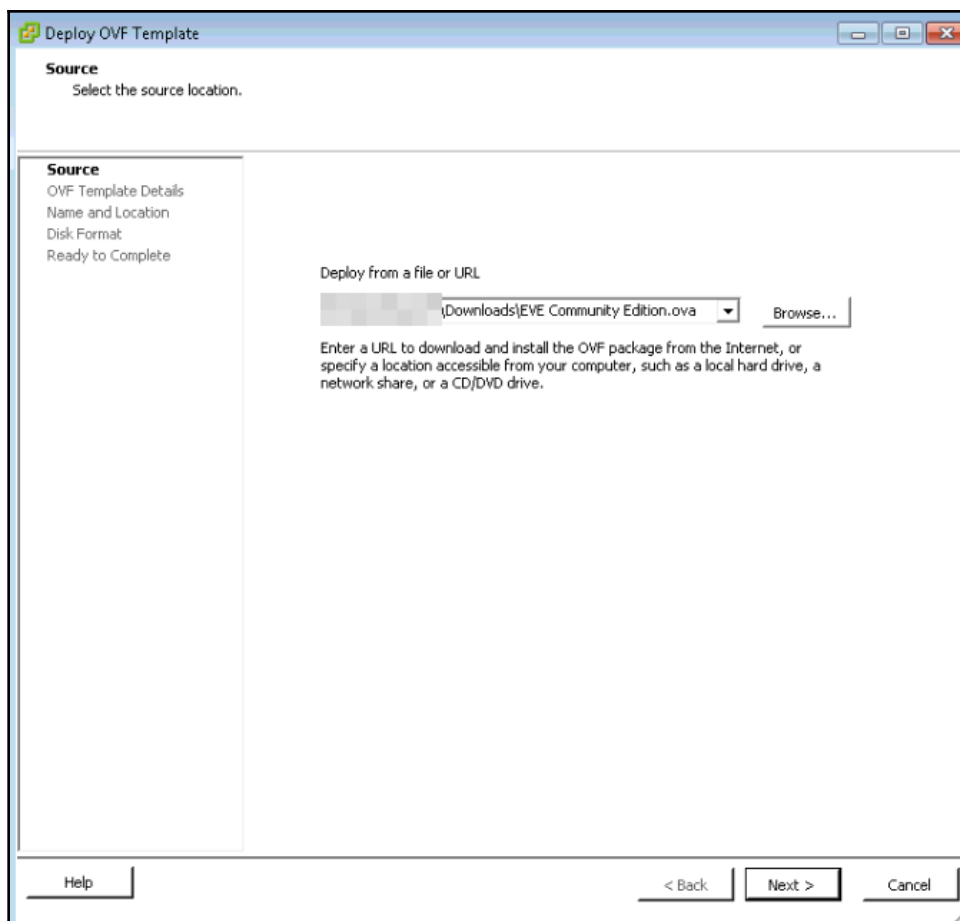 Deploy OVF Template
Source
Select the source location.
Source
OVF Template Details
Name and Location
Disk Format
Ready to Complete
Deploy from a file or URL
\Downloads\EVE Community Edition.ova
Browse...
Enter a URL to download and install the OVF package from the Internet, or
specify a location accessible from your computer, such as a local hard drive, a
network share, or a CD/DVD drive.
Help
< Back
Next >
Cancel